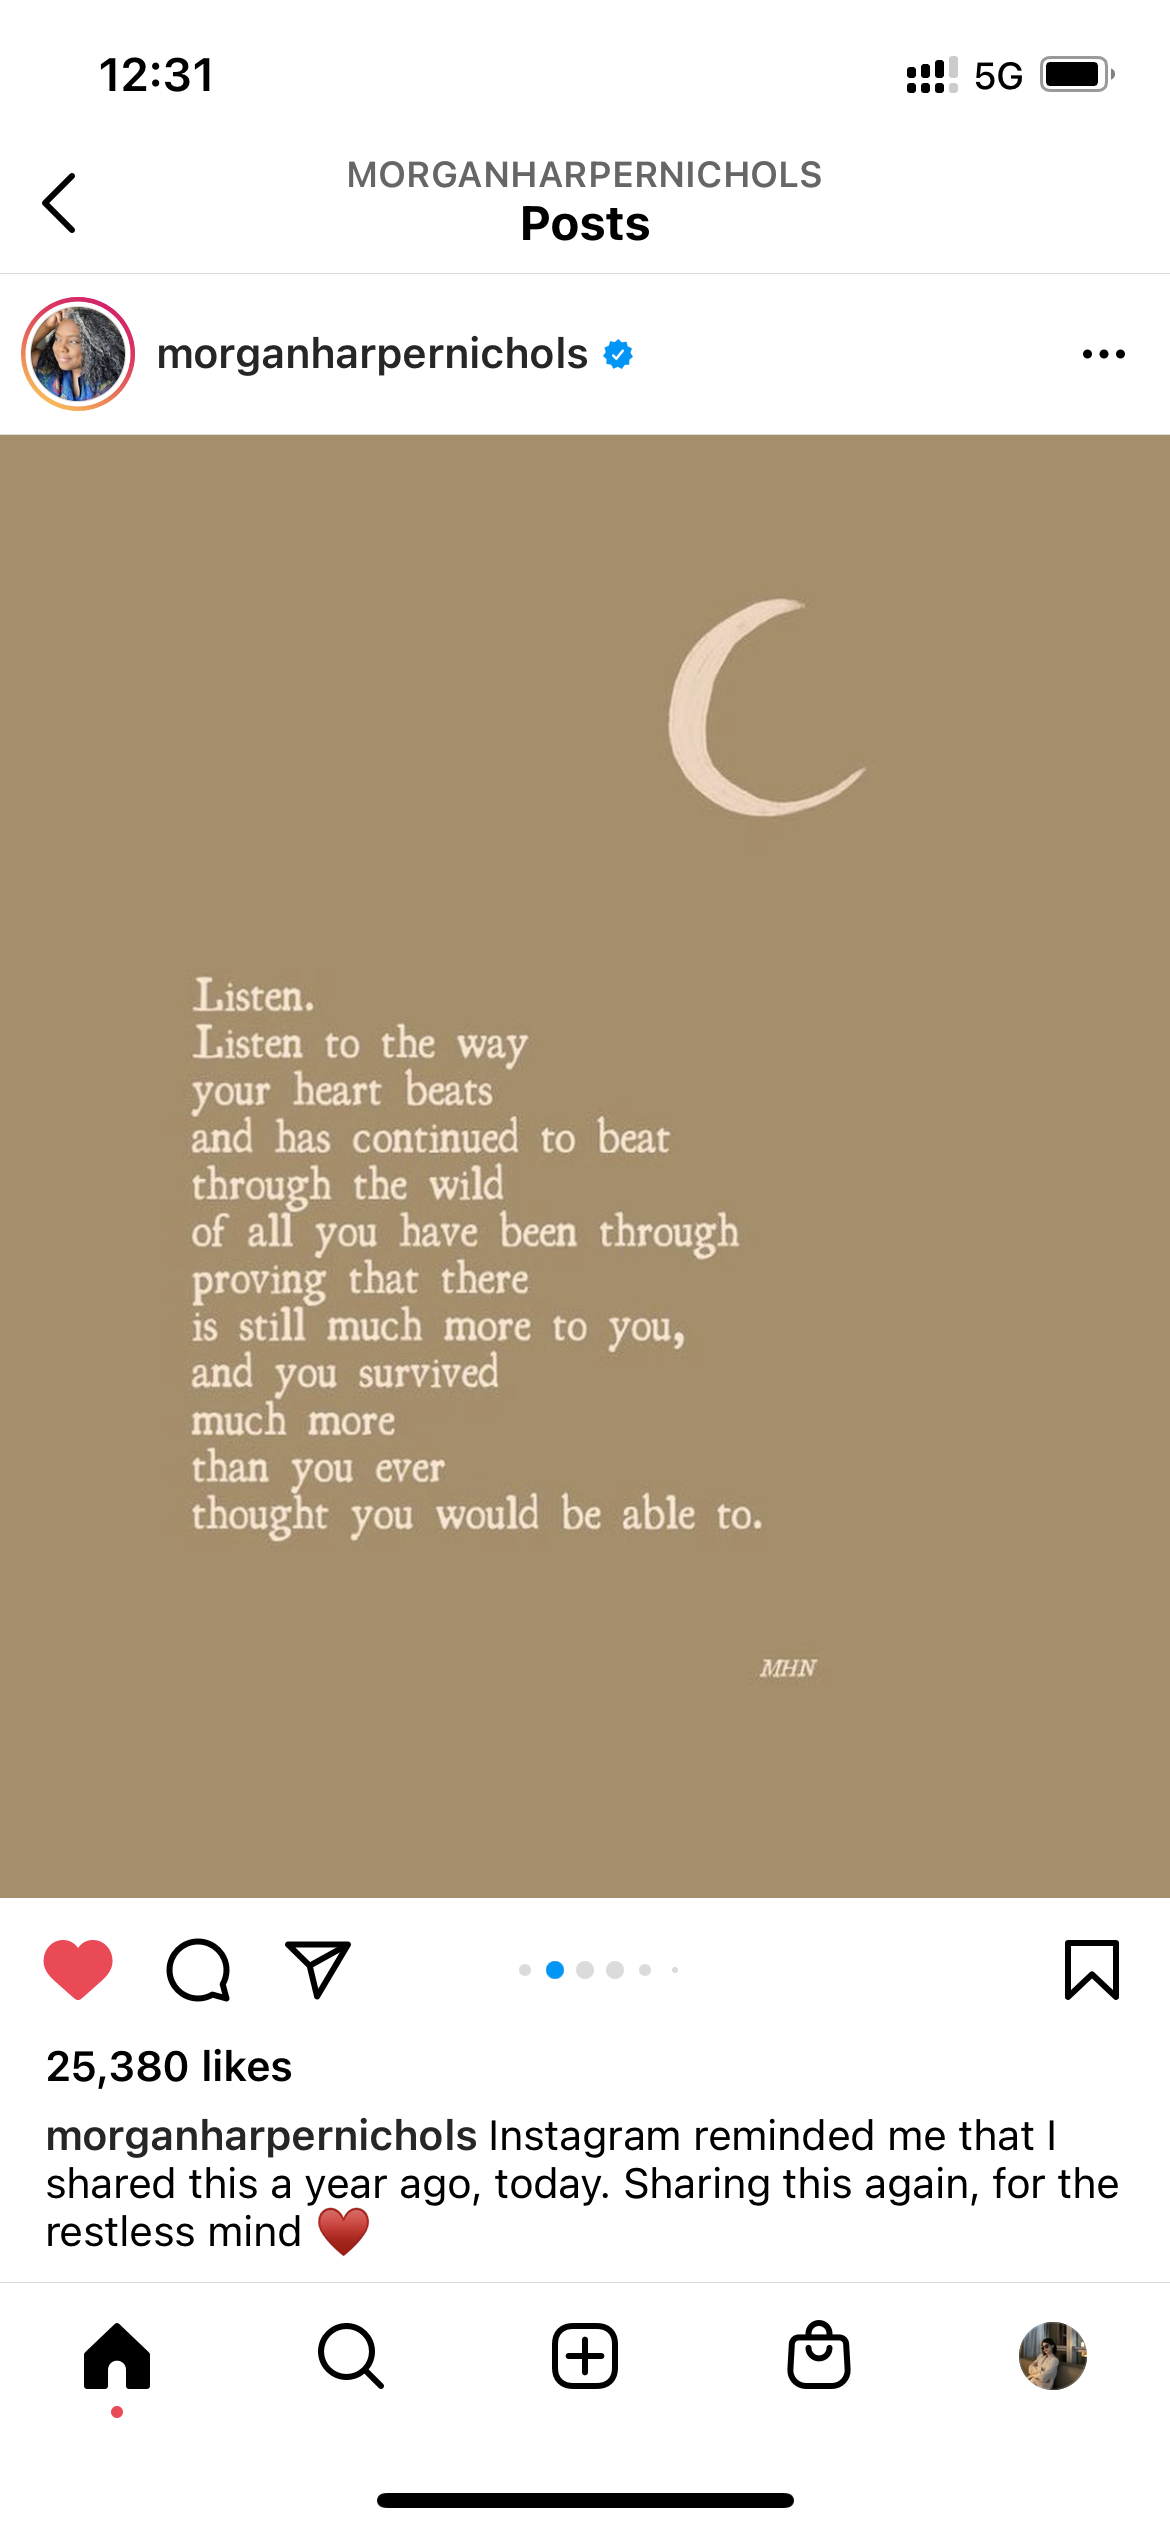 12:31
5G
MORGANHARPERNICHOLS
Posts
morganharpernichols
Listen.
Listen to the way
your heart beats
and has continued to beat
through the wild
of all you have been through
proving that there
is still much more to you,
and you survived
much more
than you ever
thought you would be able to.
MHN
25,380 likes
morganharpernichols Instagram reminded me that I
shared this a year ago, today. Sharing this again, for the
restless mind ♥️